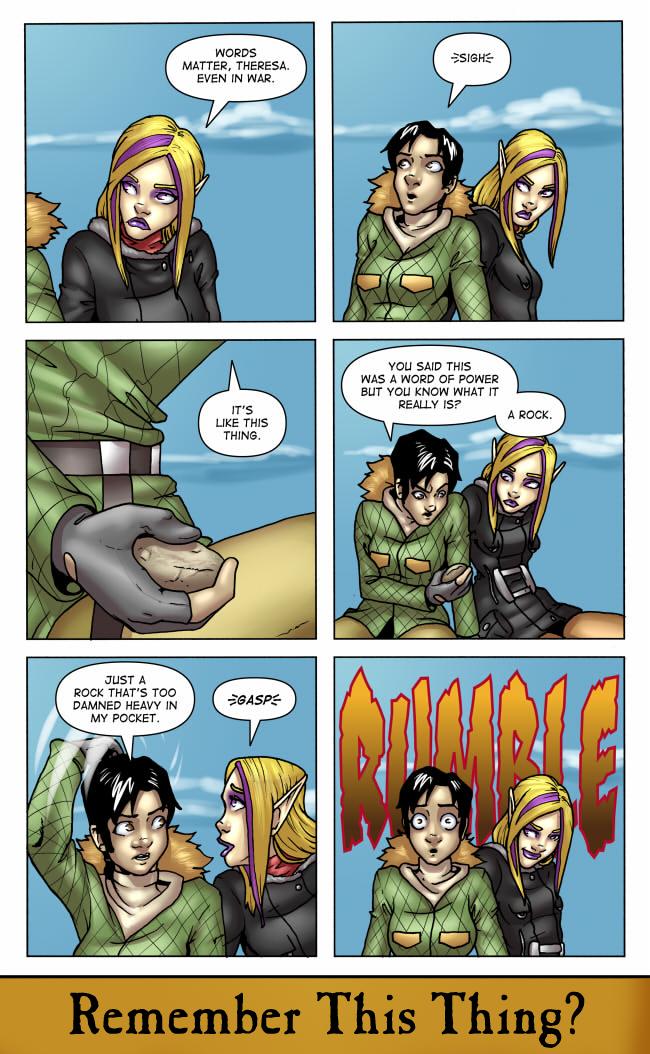 WORDS
MATTER, THERESA.
EVEN IN WAR.
SIGH
IT'S
LIKE THIS
THING.
YOU SAID THIS
WAS A WORD OF POWER
BUT YOU KNOW WHAT IT
REALLY IS?
A ROCK.
JUST A
ROCK THAT'S TOO
DAMNED HEAVY IN
MY POCKET.
GASP
RUMBLE
Remember This Thing?